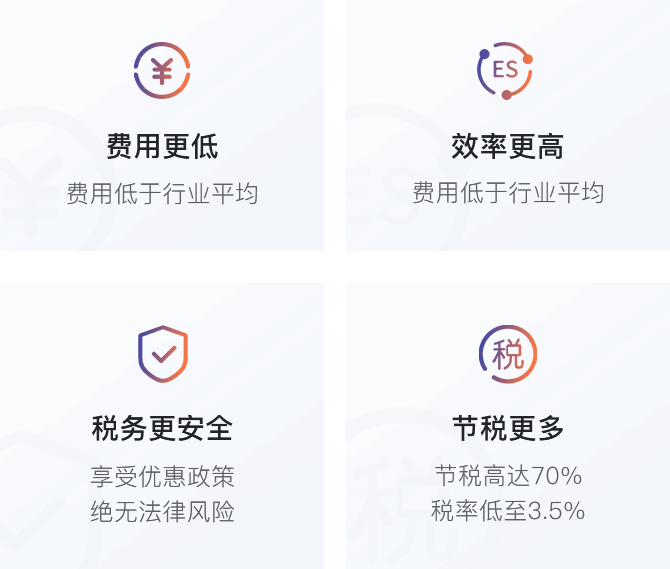 ¥
ES
费用更低
效率更高
费用低于行业平均
费用低于行业平均
税
税务更安全
节税更多
享受优惠政策
节税高达70%
绝无法律风险
税率低至3.5%